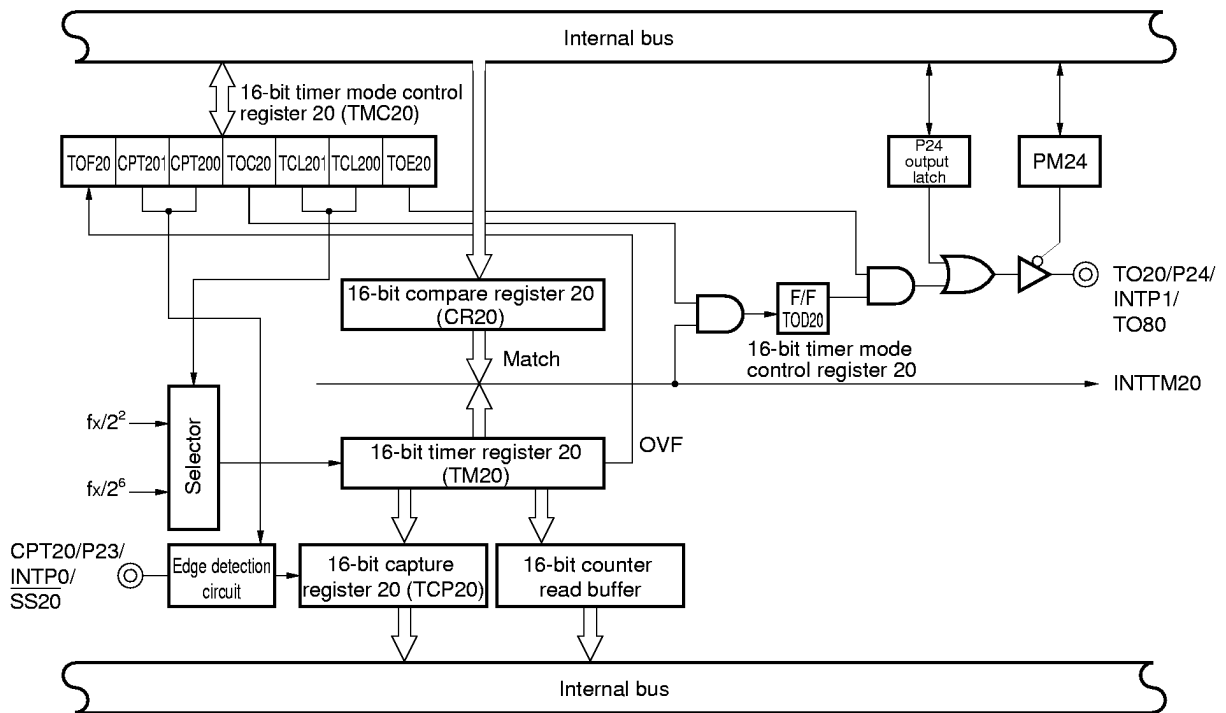 Internal bus
16-bit timer mode control
register 20 (TMC20)
TOF20 CPT201 CPT200 TOC20 TCL201 TCL200 TOE20
P24
output
latch
PM24
16-bit compare register 20
(CR20)
F/F
TOD20
TO20/P24/
INTP1/
TO80
Match
16-bit timer mode
control register 20
INTTM20
fx/2²
fx/2⁶
Selector
16-bit timer register 20
(TM20)
OVF
CPT20/P23/
INTP0/
SS20
Edge detection
circuit
16-bit capture
register 20 (TCP20)
16-bit counter
read buffer
Internal bus